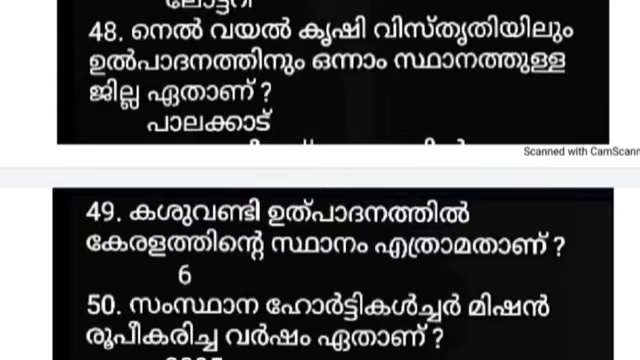 48. നെൽ വയൽ കൃഷി വിസ്തൃതിയിലും
ഉൽപാദനത്തിനും ഒന്നാം സ്ഥാനത്തുള്ള
ജില്ല ഏതാണ് ?
പാലക്കാട്
Scanned with CamScann
49. കശുവണ്ടി ഉത്പാദനത്തിൽ
കേരളത്തിന്റെ സ്ഥാനം എത്രാമതാണ് ?
6
50. സംസ്ഥാന ഹോർട്ടികൾച്ചർ മിഷൻ
രൂപീകരിച്ച വർഷം ഏതാണ് ?